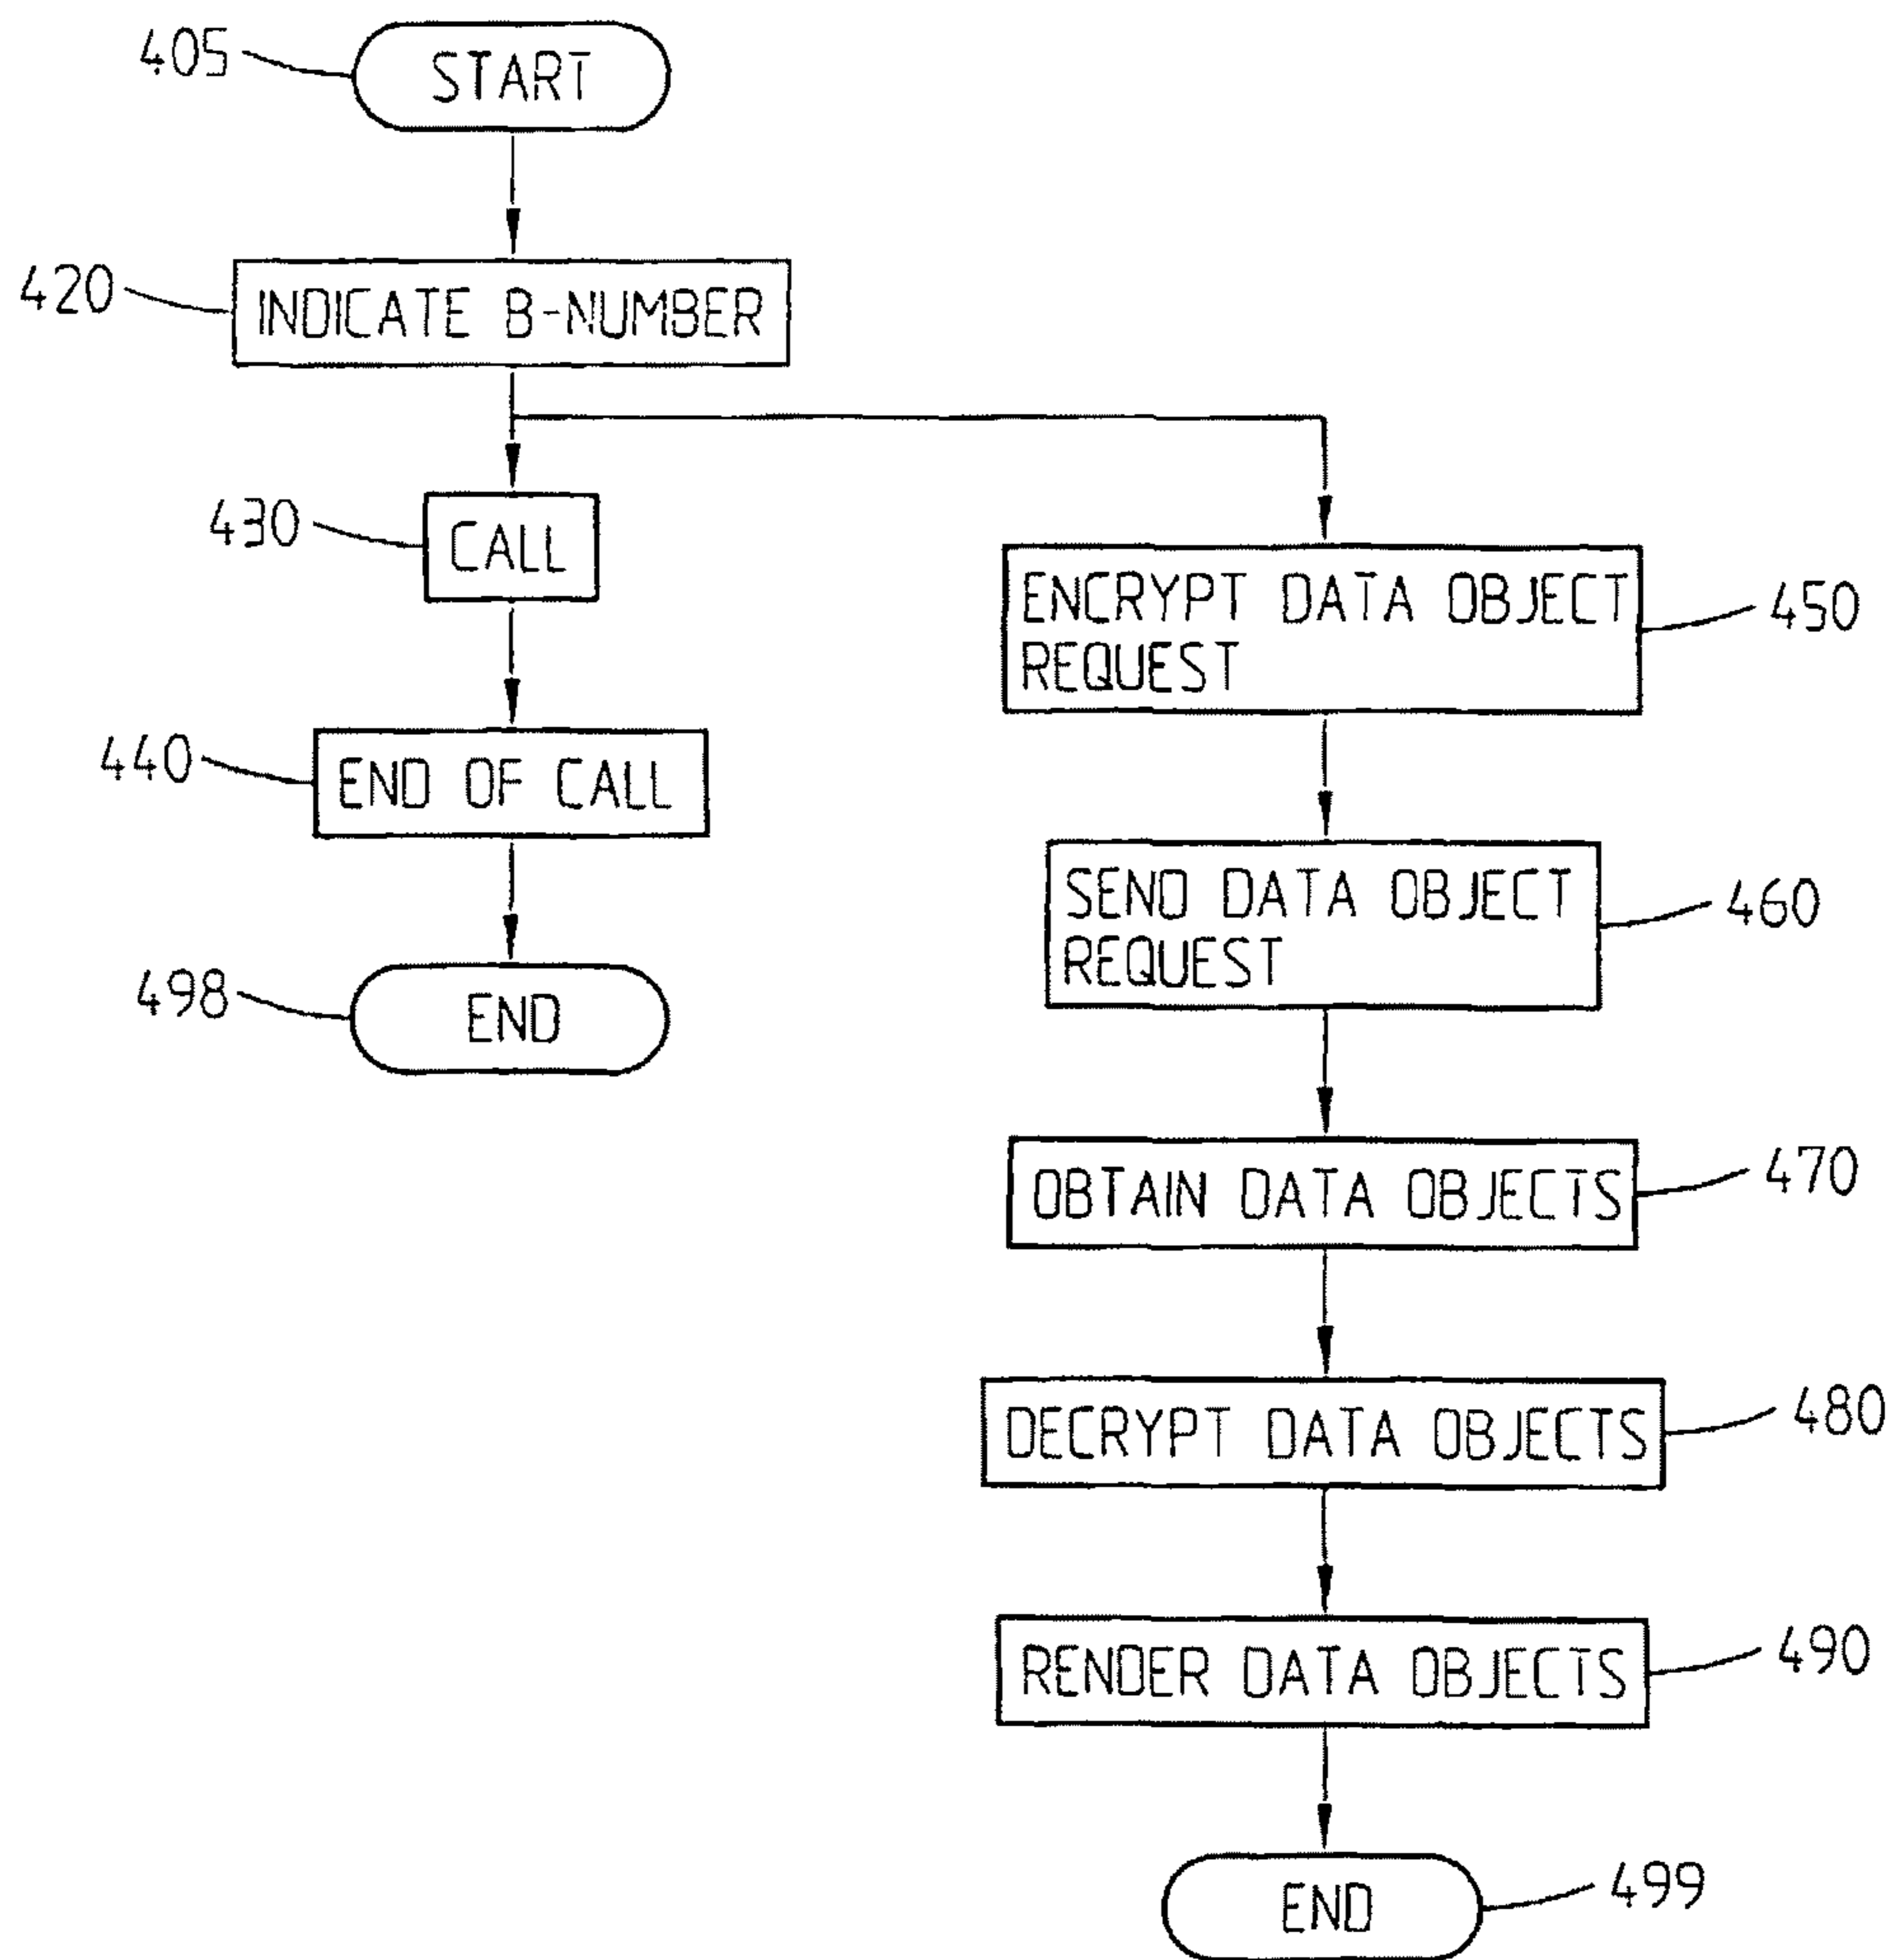 405
START
420
INDICATE B-NUMBER
430
CALL
440
END OF CALL
498
END
ENCRYPT DATA OBJECT
REQUEST
450
SEND DATA OBJECT
REQUEST
460
OBTAIN DATA OBJECTS
470
DECRYPT DATA OBJECTS
480
RENDER DATA OBJECTS
490
END
499